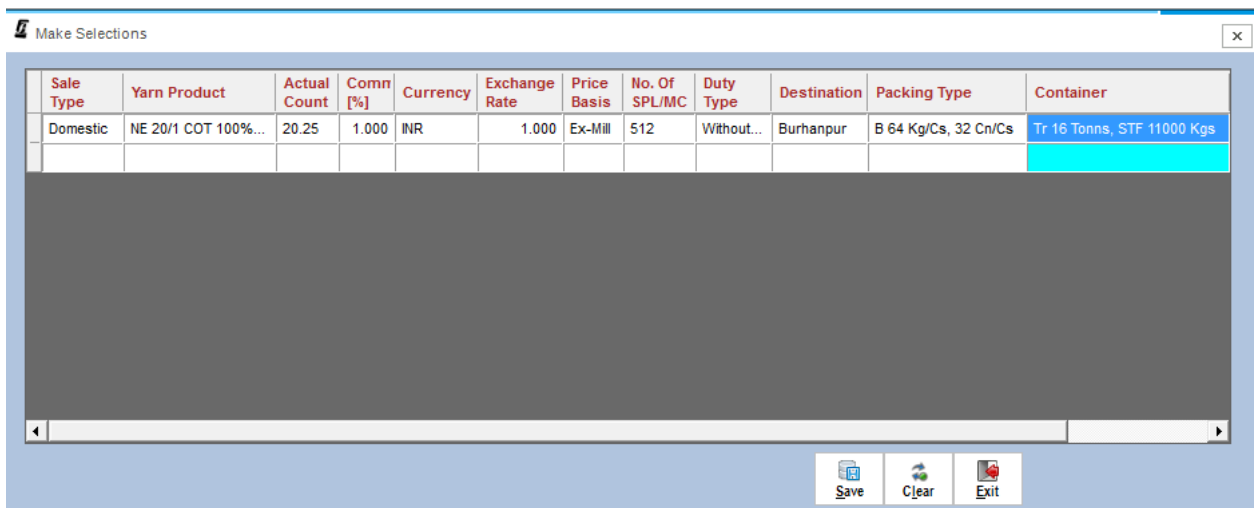 Make Selections
Sale Type Yarn Product Actual Count Comm [%] Currency Exchange Rate Price Basis No. Of SPL/MC Duty Type Destination Packing Type Container
Domestic NE 20/1 COT 100%... 20.25 1.000 INR 1.000 Ex-Mill 512 Without... Burhanpur B 64 Kg/Cs, 32 Cn/Cs Tr 16 Tonns, STF 11000 Kgs
Save Clear Exit